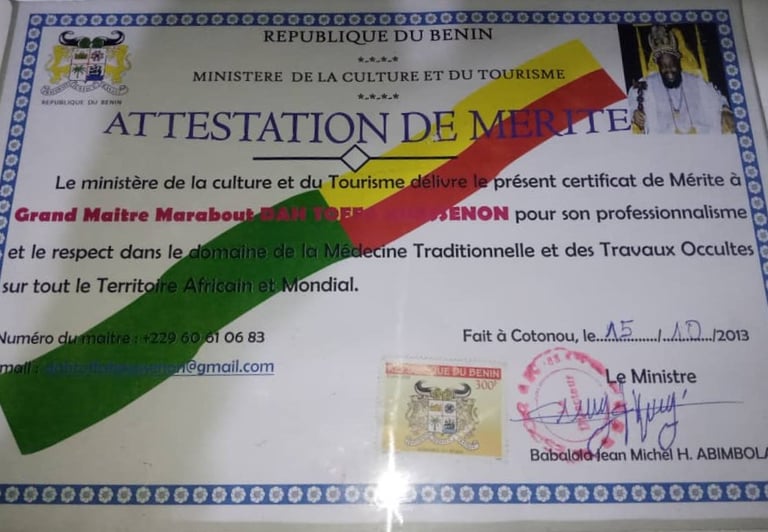 REPUBLIQUE DU BENIN
*-*-*-*
MINISTERE DE LA CULTURE ET DU TOURISME
*-*-*-*
REPUBLIQUE DU BENIN
ATTESTATION DE MERITE
Le ministère de la culture et du Tourisme délivre le présent certificat de Mérite à
Grand Maitre Marabout DAH pour son professionnalisme
et le respect dans le domaine de la Médecine Traditionnelle et des Travaux Occultes
sur tout le Territoire Africain et Mondial.
Numéro du maitre : +229 60 61 06 83
Fait à Cotonou, le...15............/...10.../2013
@gmail.com
REPUBLIQUE DU BENIN
300F
Le Ministre
Jean Michel H. ABIMBOLA